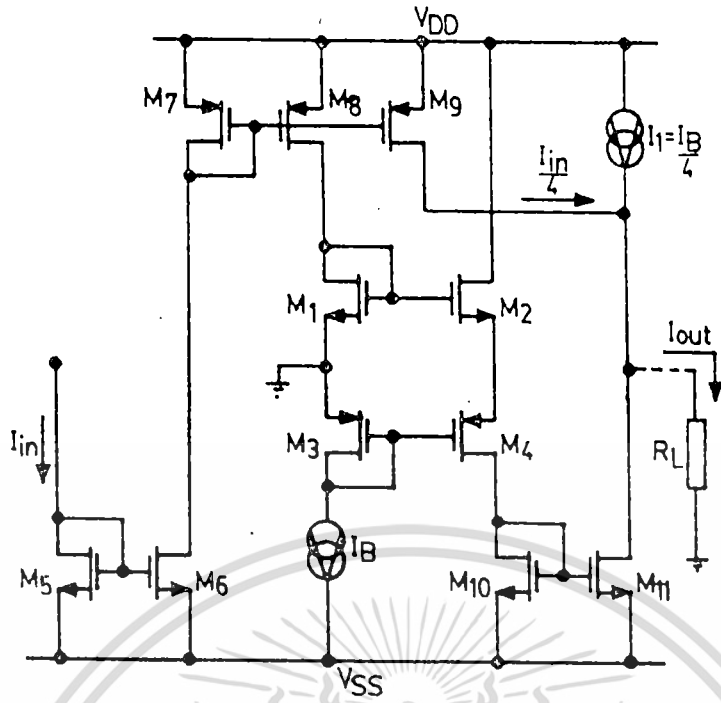 VDD
M7
M8
M9
I1=IB/4
Iin/4
M1
M2
Iout
M3
M4
RL
Iin
IB
M5
M6
M10
M11
VSS